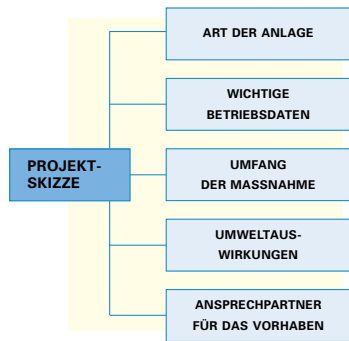 PROJEKT-
SKIZZE
ART DER ANLAGE
WICHTIGE
BETRIEBSDATEN
UMFANG
DER MASSNAHME
UMWELTAUS-
WIRKUNGEN
ANSPRECHPARTNER
FÜR DAS VORHABEN